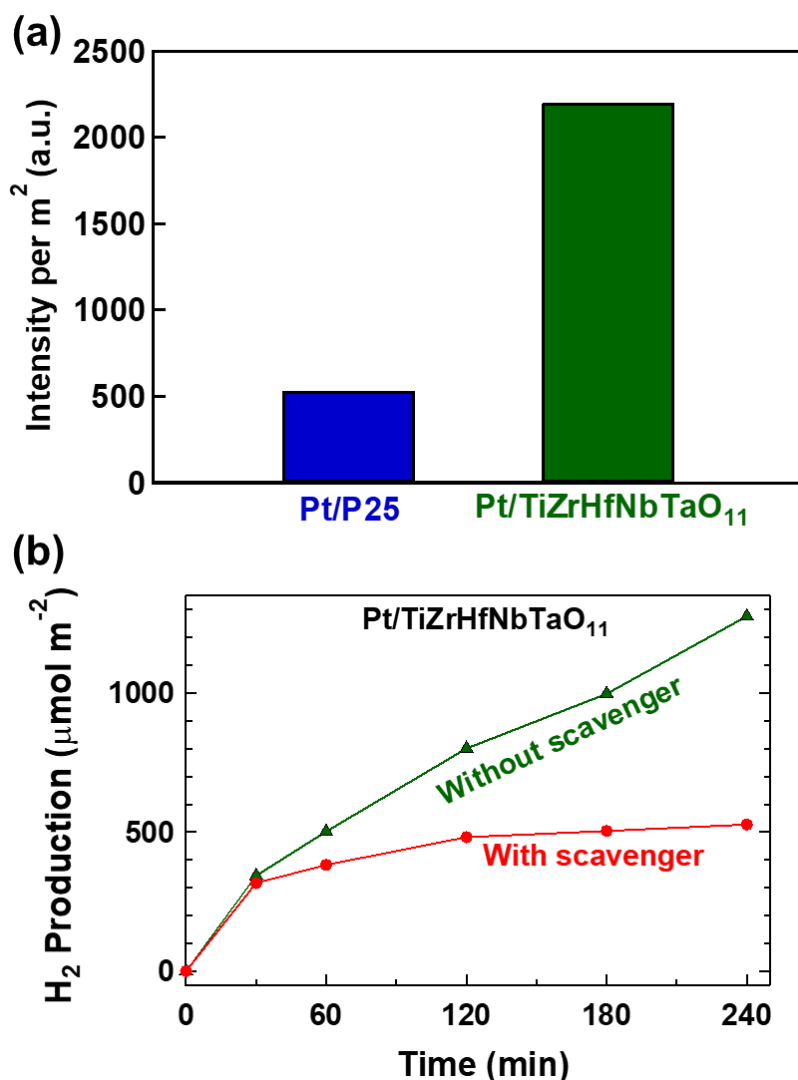 (a)
Intensity per m² (a.u.)
2500
2000
1500
1000
500
0
Pt/P25
Pt/TiZrHfNbTaO₁₁
(b)
H₂ Production (μmol m⁻²)
Pt/TiZrHfNbTaO₁₁
Without scavenger
With scavenger
1000
500
0
0 60 120 180 240
Time (min)